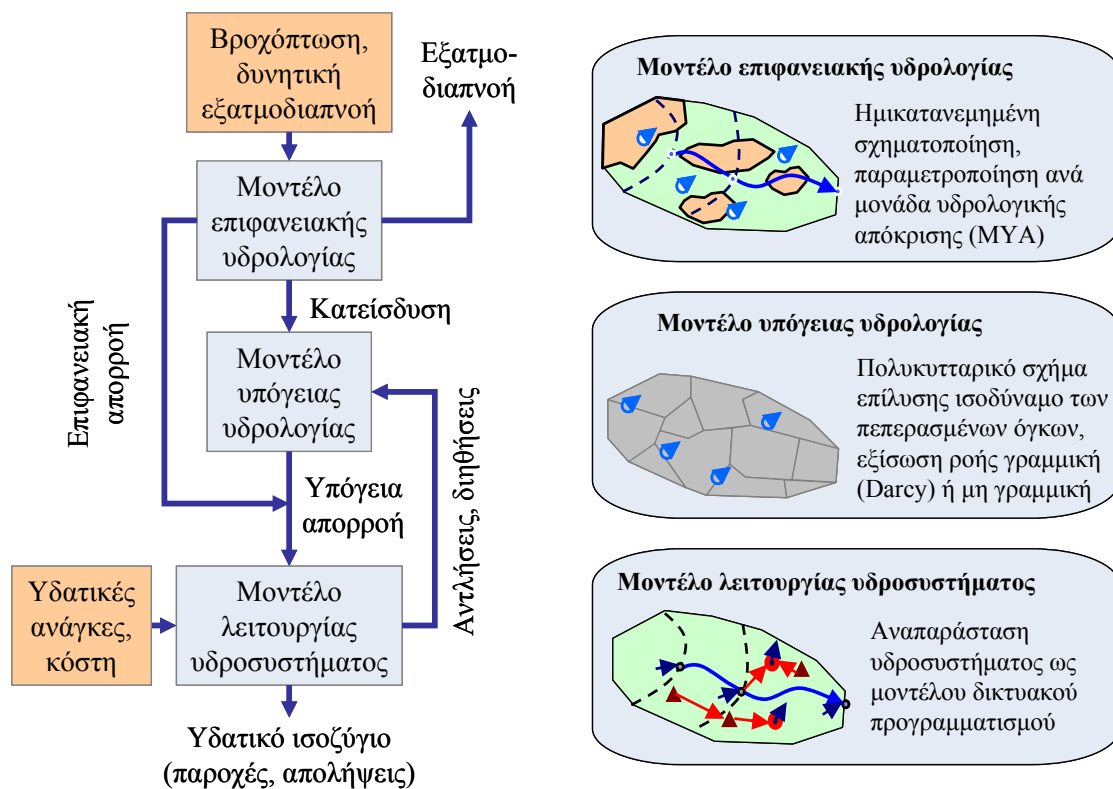 Βροχόπτωση,
δυνητική
εξατμοδιαπνοή
Εξατμο-
διαπνοή
Μοντέλο
επιφανειακής
υδρολογίας
Επιφανειακή
απορροή
Κατείσδυση
Μοντέλο
υπόγειας
υδρολογίας
Υπόγεια
απορροή
Αντλήσεις, διηθήσεις
Υδατικές
ανάγκες,
κόστη
Μοντέλο
λειτουργίας
υδροσυστήματος
Υδατικό ισοζύγιο
(παροχές, απολήψεις)
Μοντέλο επιφανειακής υδρολογίας
Ημικατανεμημένη
σχηματοποίηση,
παραμετροποίηση ανά
μονάδα υδρολογικής
απόκρισης (ΜΥΑ)
Μοντέλο υπόγειας υδρολογίας
Πολυκυτταρικό σχήμα
επίλυσης ισοδύναμο των
πεπερασμένων όγκων,
εξίσωση ροής γραμμική
(Darcy) ή μη γραμμική
Μοντέλο λειτουργίας υδροσυστήματος
Αναπαράσταση
υδροσυστήματος ως
μοντέλου δικτυακού
προγραμματισμού